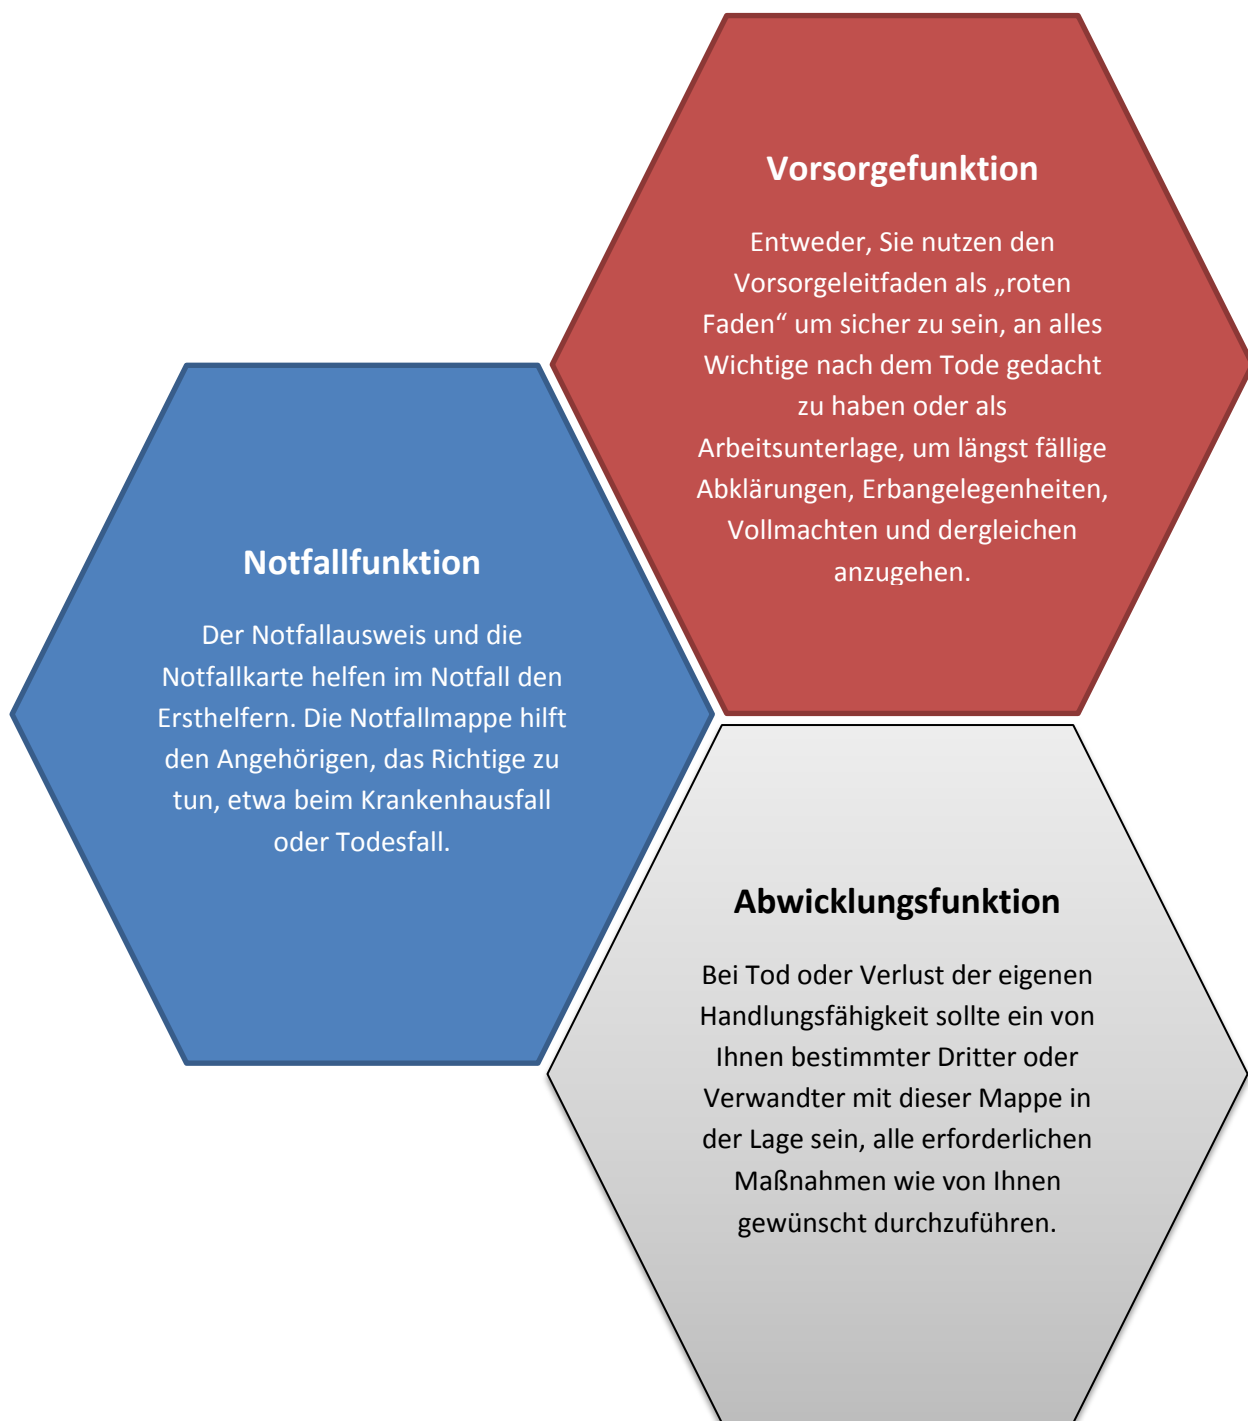 Vorsorgefunktion
Entweder, Sie nutzen den
Vorsorgeleitfaden als „roten
Faden“ um sicher zu sein, an alles
Wichtige nach dem Tode gedacht
zu haben oder als
Arbeitsunterlage, um längst fällige
Abklärungen, Erbangelegenheiten,
Vollmachten und dergleichen
anzugehen.
Notfallfunktion
Der Notfallausweis und die
Notfallkarte helfen im Notfall den
Ersthelfern. Die Notfallmappe hilft
den Angehörigen, das Richtige zu
tun, etwa beim Krankenhausfall
oder Todesfall.
Abwicklungsfunktion
Bei Tod oder Verlust der eigenen
Handlungsfähigkeit sollte ein von
Ihnen bestimmter Dritter oder
Verwandter mit dieser Mappe in
der Lage sein, alle erforderlichen
Maßnahmen wie von Ihnen
gewünscht durchzuführen.